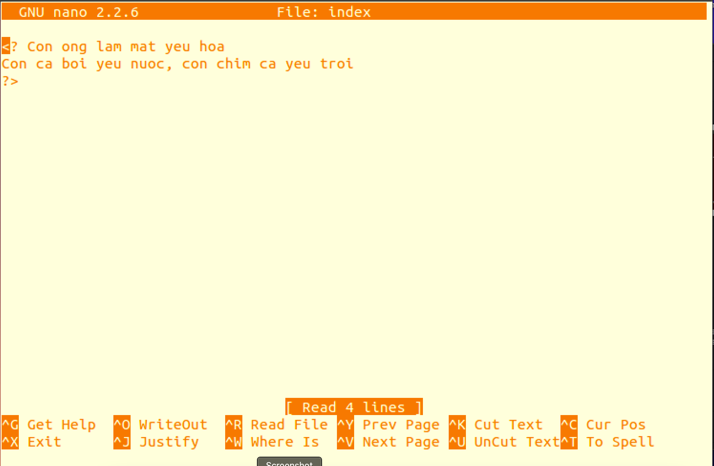 GNU nano 2.2.6 File: index
<? Con ong lam mat yeu hoa
Con ca boi yeu nuoc, con chim ca yeu troi
?>
[ Read 4 lines ]
^G Get Help ^O WriteOut ^R Read File ^Y Prev Page ^K Cut Text ^C Cur Pos
^X Exit ^J Justify ^W Where Is ^V Next Page ^U UnCut Text ^T To Spell
Screenshot